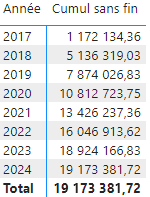 Année Cumul sans fin
2017 1 172 134,36
2018 5 136 319,03
2019 7 874 026,83
2020 10 812 723,75
2021 13 426 237,36
2022 16 046 913,62
2023 18 924 166,83
2024 19 173 381,72
Total 19 173 381,72